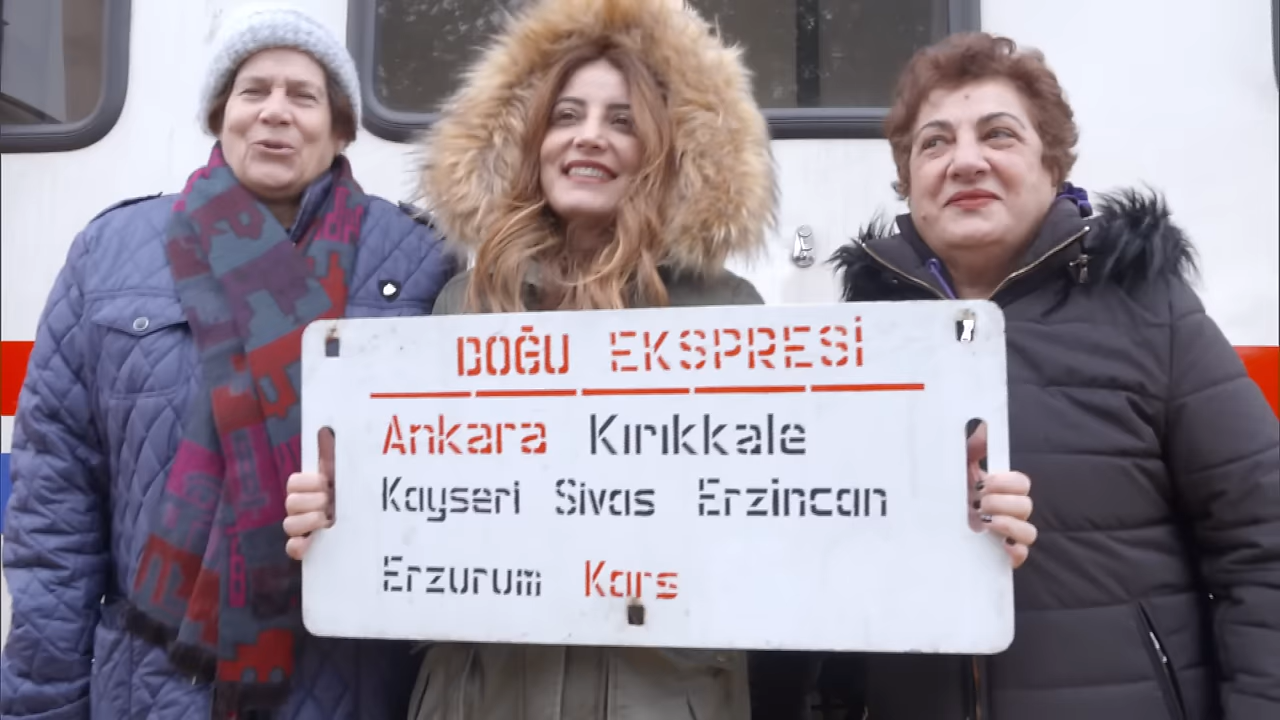 DOĞU EKSPRESİ
Ankara Kırıkkale
Kayseri Sivas Erzincan
Erzurum Kars